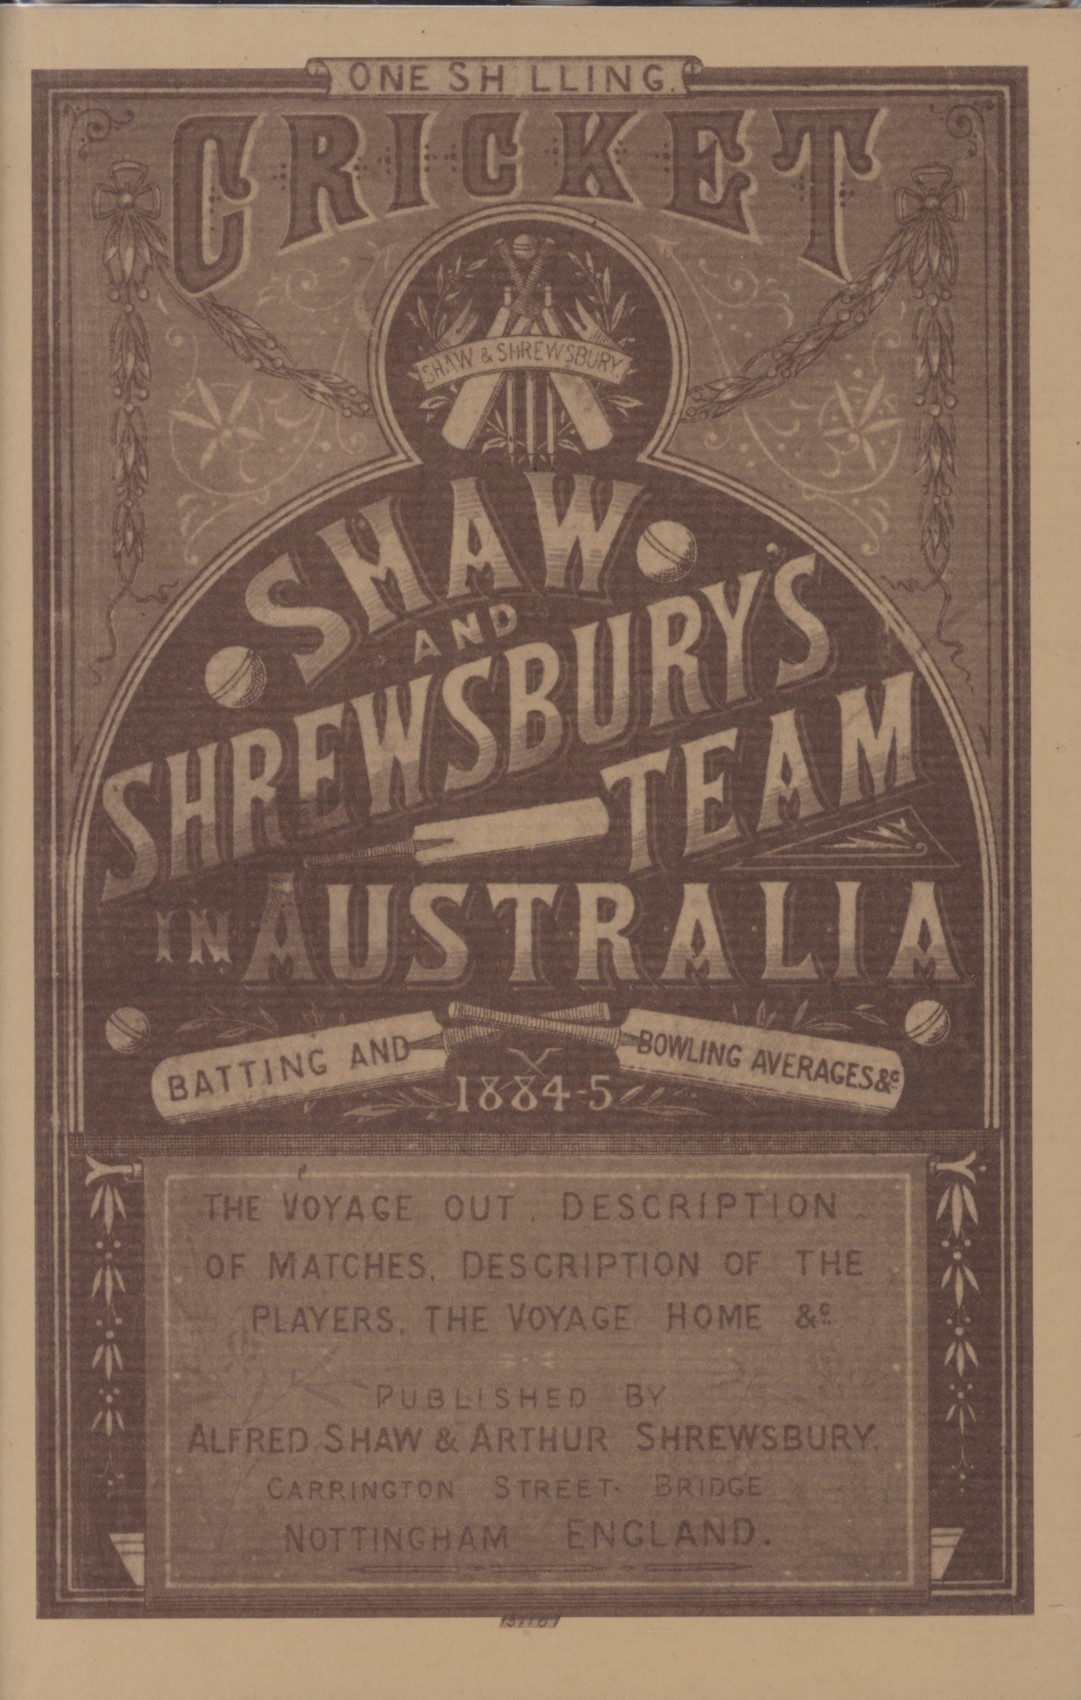 ONE SH LLING.
CRICKET
SHAW & SHREWSBURY
SHAW
AND
SHREWSBURY'S
TEAM
IN AUSTRALIA
BATTING AND BOWLING AVERAGES &c
1884-5
THE VOYAGE OUT. DESCRIPTION
OF MATCHES, DESCRIPTION OF THE
PLAYERS, THE VOYAGE HOME &c
PUBLISHED BY
ALFRED SHAW & ARTHUR SHREWSBURY.
CARRINGTON STREET BRIDGE
NOTTINGHAM ENGLAND.